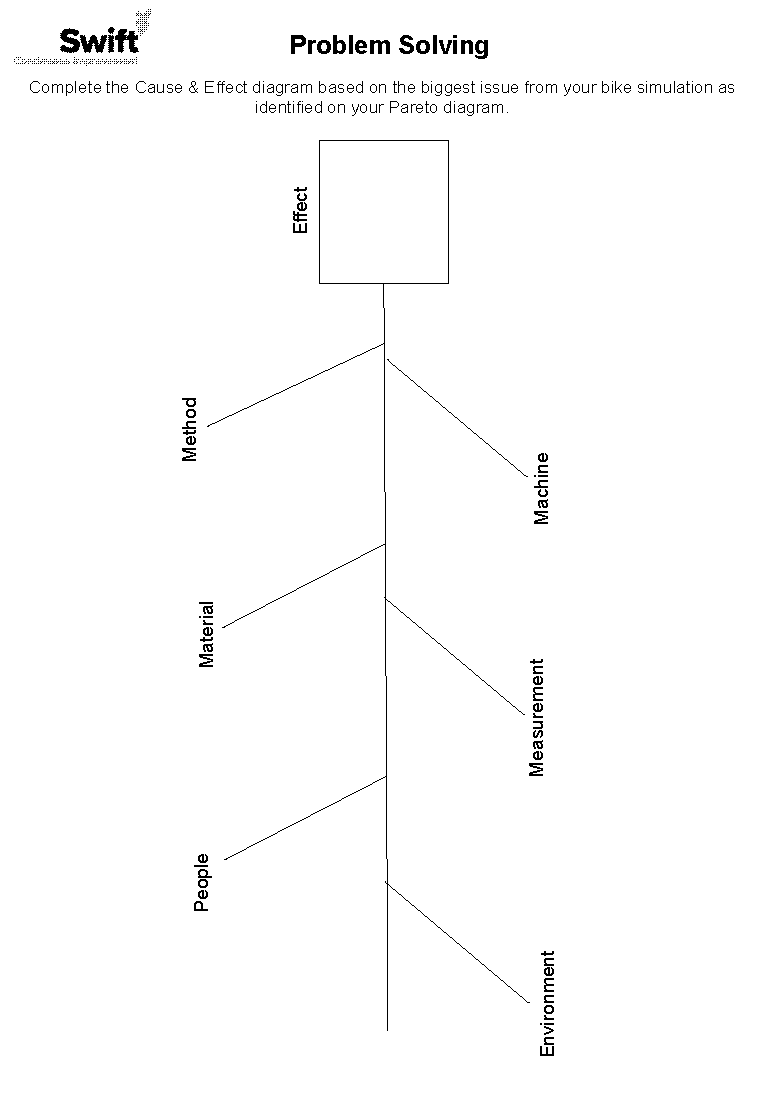 Swift
Continuous Improvement
Problem Solving
Complete the Cause & Effect diagram based on the biggest issue from your bike simulation as
identified on your Pareto diagram.
Effect
Method
Machine
Material
Measurement
People
Environment